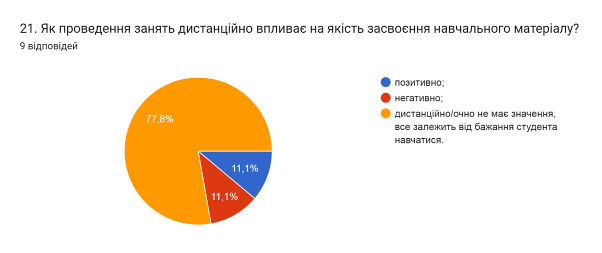 21. Як проведення занять дистанційно впливає на якість засвоєння навчального матеріалу?
9 відповідей
77,8%
11,1%
11,1%
позитивно;
негативно;
дистанційно/очно не має значення,
все залежить від бажання студента
навчатися.